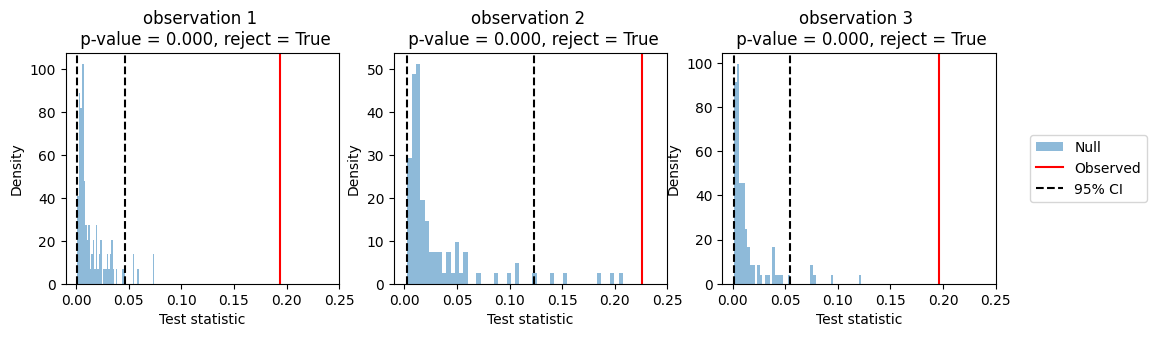 observation 1
p-value = 0.000, reject = True
Density
100
80
60
40
20
0
0.00 0.05 0.10 0.15 0.20 0.25
Test statistic
observation 2
p-value = 0.000, reject = True
Density
50
40
30
20
10
0
0.00 0.05 0.10 0.15 0.20 0.25
Test statistic
observation 3
p-value = 0.000, reject = True
Density
100
80
60
40
20
0
0.00 0.05 0.10 0.15 0.20 0.25
Test statistic
Null
Observed
95% CI